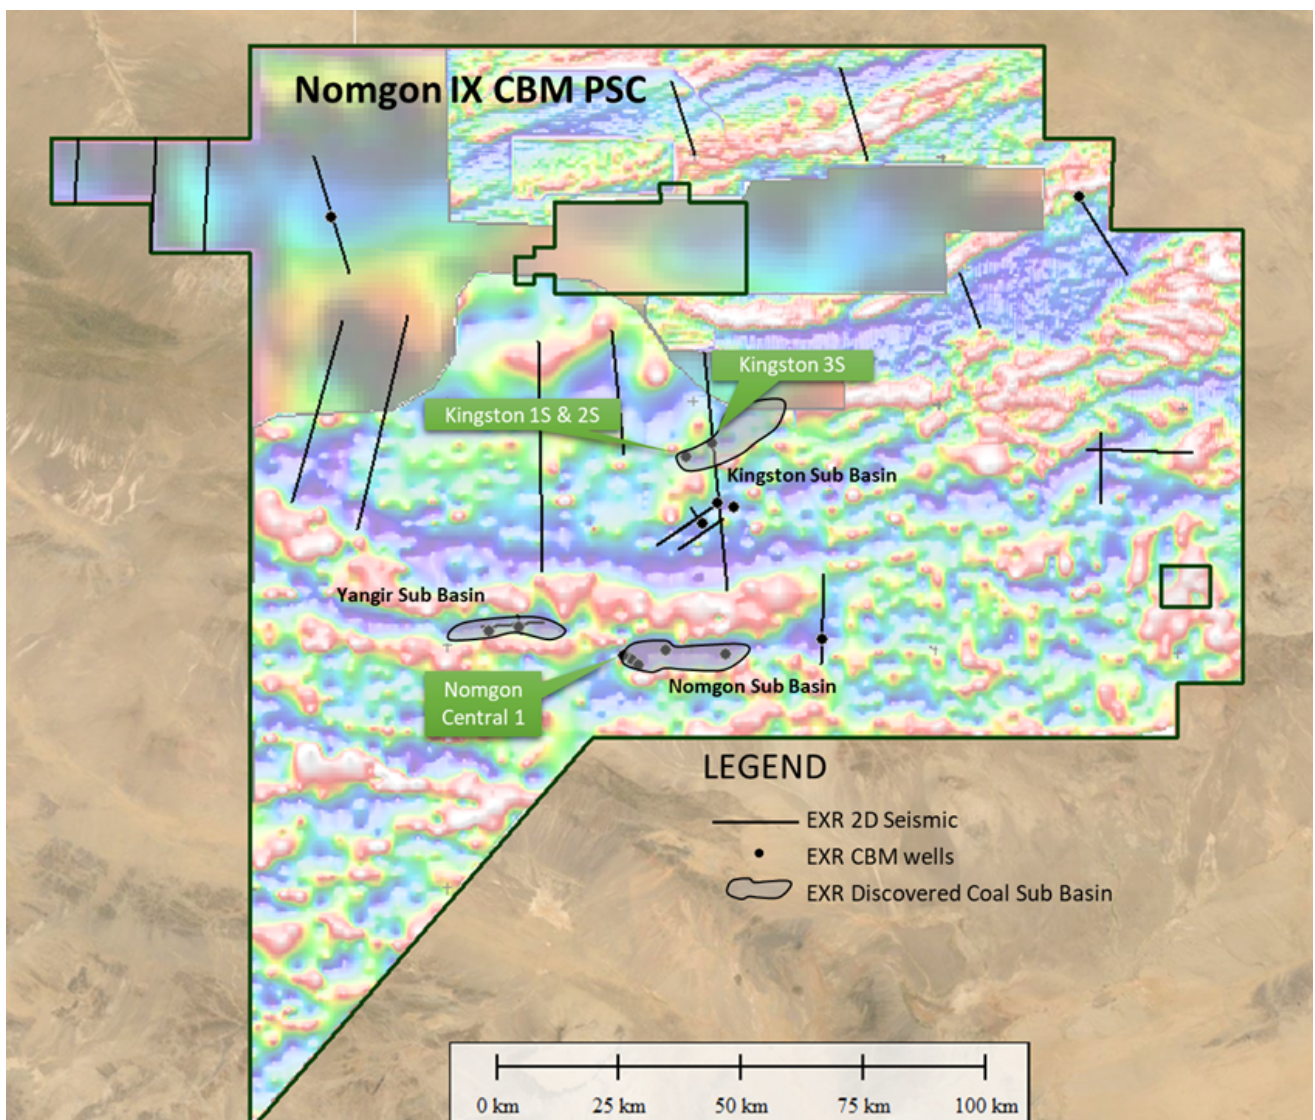 Nomgon IX CBM PSC
Kingston 3S
Kingston 1S & 2S
Kingston Sub Basin
Yangir Sub Basin
Nomgon
Central 1
Nomgon Sub Basin
LEGEND
EXR 2D Seismic
EXR CBM wells
EXR Discovered Coal Sub Basin
0 km 25 km 50 km 75 km 100 km